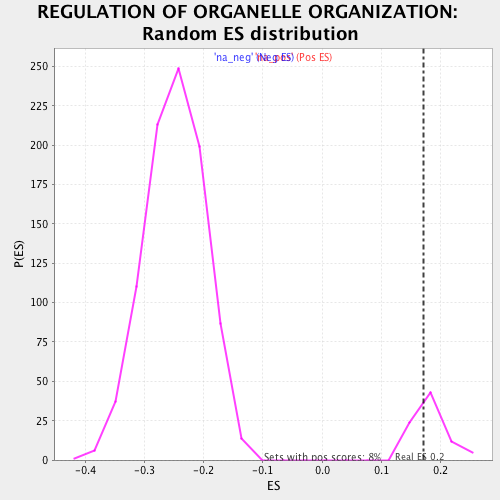 REGULATION OF ORGANELLE ORGANIZATION:
Random ES distribution
'na_neg' (Neg ES) 'na_pos' (Pos ES)
250
225
200
175
150
125
100
75
50
25
0
P(ES)
Sets with pos scores: 8%
Real ES 0.2
-0.4 -0.3 -0.2 -0.1 0.0 0.1 0.2
ES